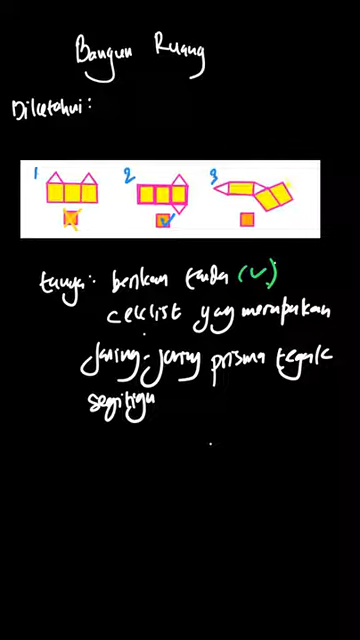 Bangun Ruang
Diketahui:
1 2 3
tanya: berikan tanda (✓)
ceklist yang merupakan
Jaring-jaring prisma tegak
segitiga